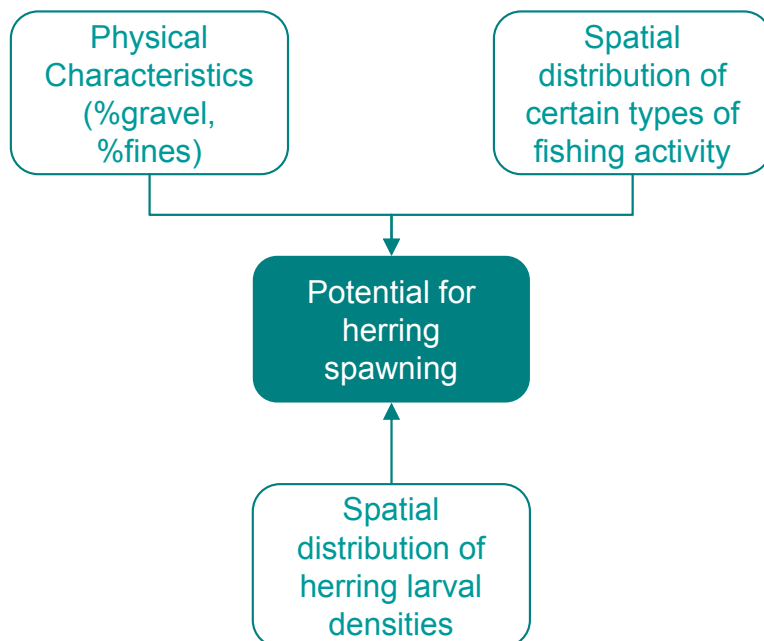 Physical
Characteristics
(%gravel,
%fines)
Spatial
distribution of
certain types of
fishing activity
Potential for
herring
spawning
Spatial
distribution of
herring larval
densities